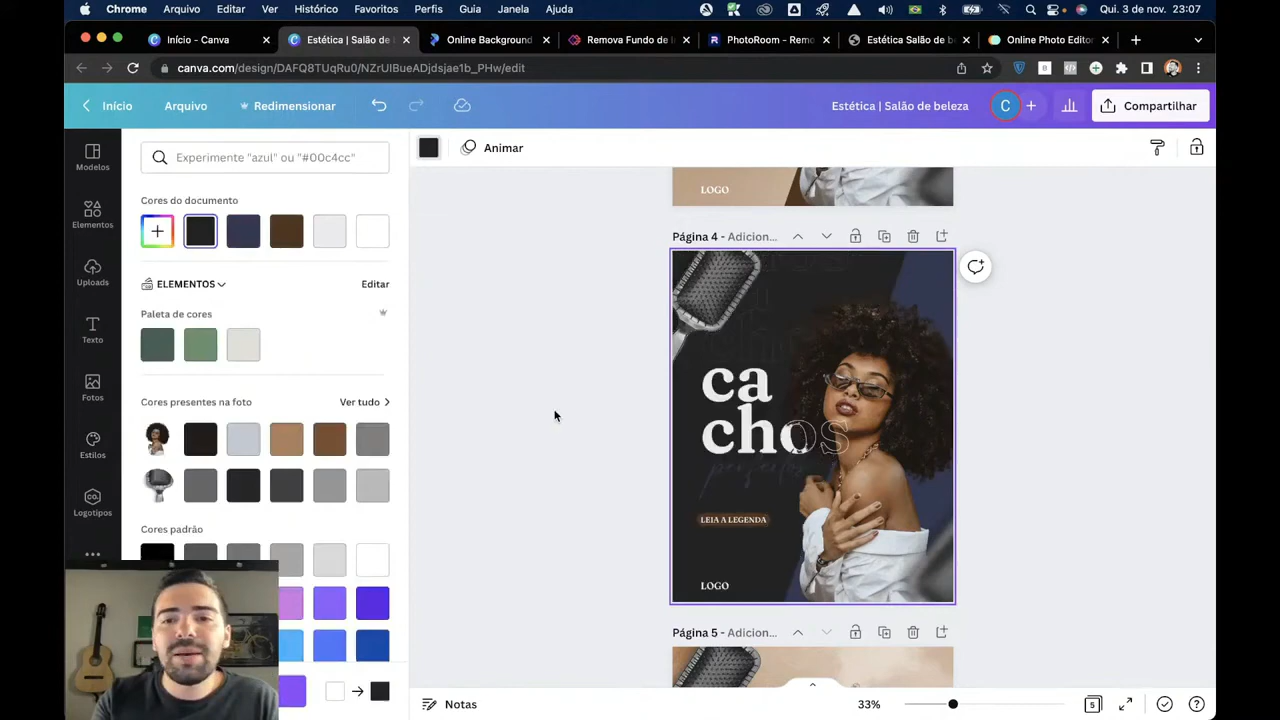 Chrome Arquivo Editar Ver Histórico Favoritos Perfis Guia Janela Ajuda Qui. 3 de nov. 23:07
Início - Canva × Estética | Salão de × Online Background × Remova Fundo de × PhotoRoom - Remo × Estética Salão de b × Online Photo Editor × +
canva.com/design/DAFQ8TUqRu0/NZrUIBueADjdsjae1b_PHw/edit
Início Arquivo Redimensionar Estética | Salão de beleza C + Compartilhar
Modelos
Elementos
Uploads
Texto
Fotos
Estilos
CO.
Logotipos
Experimente "azul" ou "#00c4cc"
Cores do documento
ELEMENTOS Editar
Paleta de cores
Cores presentes na foto Ver tudo
Cores padrão
Animar
LOGO
Página 4 - Adicion...
ca
chos
perfeitos
LEIA A LEGENDA
LOGO
Página 5 - Adicion...
Notas 33% 5 ?